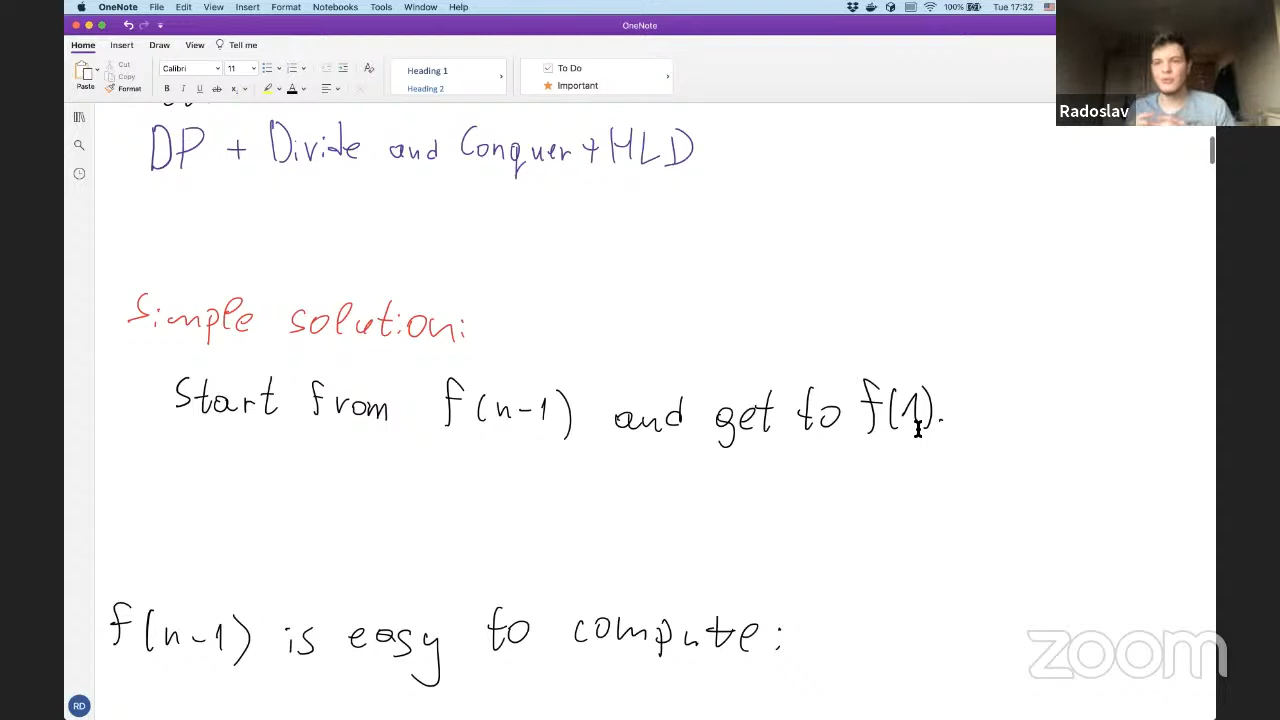 OneNote File Edit View Insert Format Notebooks Tools Window Help 100% Tue 17:32
OneNote
Home Insert Draw View Tell me
Paste Cut Copy Format Calibri 11 Heading 1 Heading 2 To Do Important
Radoslav
DP + Divide and Conquer + HLD
Simple solution:
Start from f(n-1) and get to f(1).
f(n-1) is easy to compute:
zoom
RD